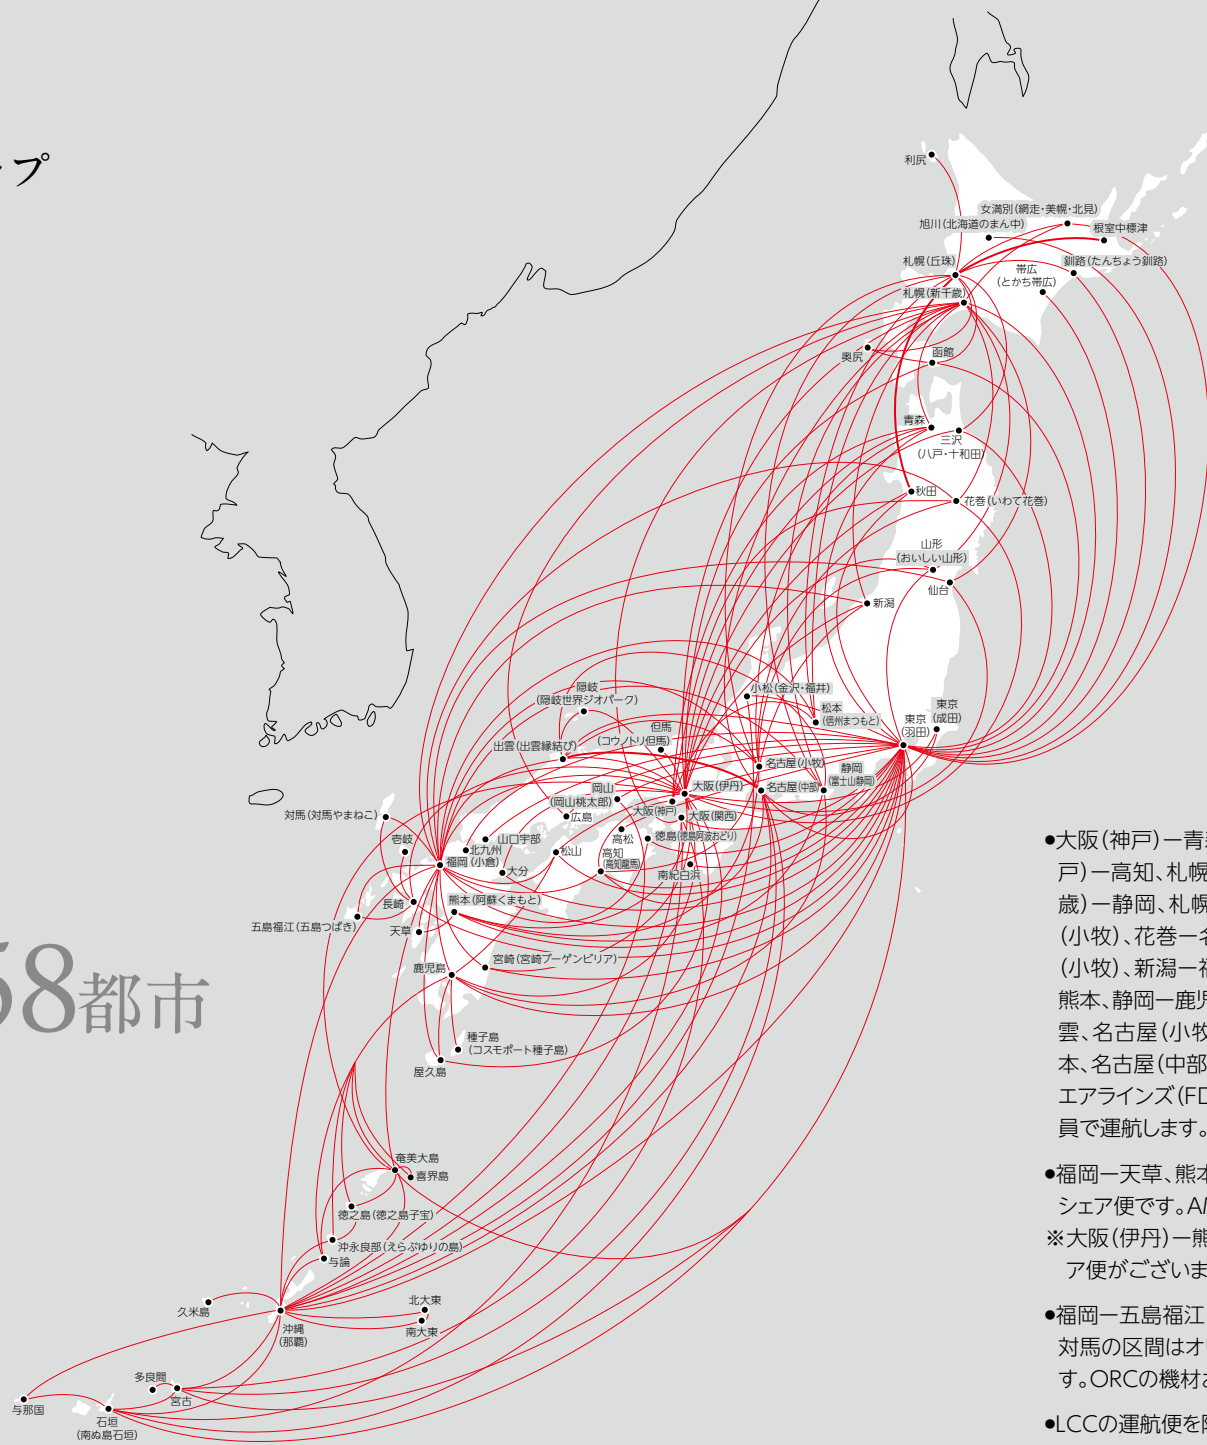 ップ
利尻
女満別(網走・美幌・北見)
旭川(北海道のまん中)
根室中標津
札幌(丘珠)
帯広
(とかち帯広)
釧路(たんちょう釧路)
札幌(新千歳)
奥尻
函館
青森
三沢
(八戸・十和田)
秋田
花巻(いわて花巻)
山形
(おいしい山形)
仙台
新潟
隠岐
(隠岐世界ジオパーク)
小松(金沢・福井)
松本
(信州まつもと)
東京
(成田)
東京
(羽田)
但馬
(コウノトリ但馬)
出雲(出雲縁結び)
名古屋(小牧)
静岡
(富士山静岡)
名古屋(中部)
岡山
(岡山桃太郎)
大阪(伊丹)
大阪(神戸)
大阪(関西)
広島
対馬(対馬やまねこ)
壱岐
山口宇部
北九州
福岡(小倉)
高松
徳島(徳島阿波おどり)
松山
高知
(高知龍馬)
大分
南紀白浜
長崎
熊本(阿蘇くまもと)
五島福江(五島つばき)
天草
鹿児島
宮崎(宮崎ブーゲンビリア)
種子島
(コスモポート種子島)
屋久島
58都市
奄美大島
喜界島
徳之島(徳之島子宝)
沖永良部(えらぶゆりの島)
与論
久米島
沖縄
(那覇)
北大東
南大東
多良間
宮古
与那国
石垣
(南ぬ島石垣)
●大阪(神戸)ー青森
戸)ー高知、札幌
歳)ー静岡、札幌
(小牧)、花巻ー名
(小牧)、新潟ー福
熊本、静岡ー鹿児
雲、名古屋(小牧
本、名古屋(中部)
エアラインズ(FD
員で運航します。
●福岡ー天草、熊本
シェア便です。AM
※大阪(伊丹)ー熊
ア便がございま
●福岡ー五島福江
対馬の区間はオリ
す。ORCの機材お
●LCCの運航便を除